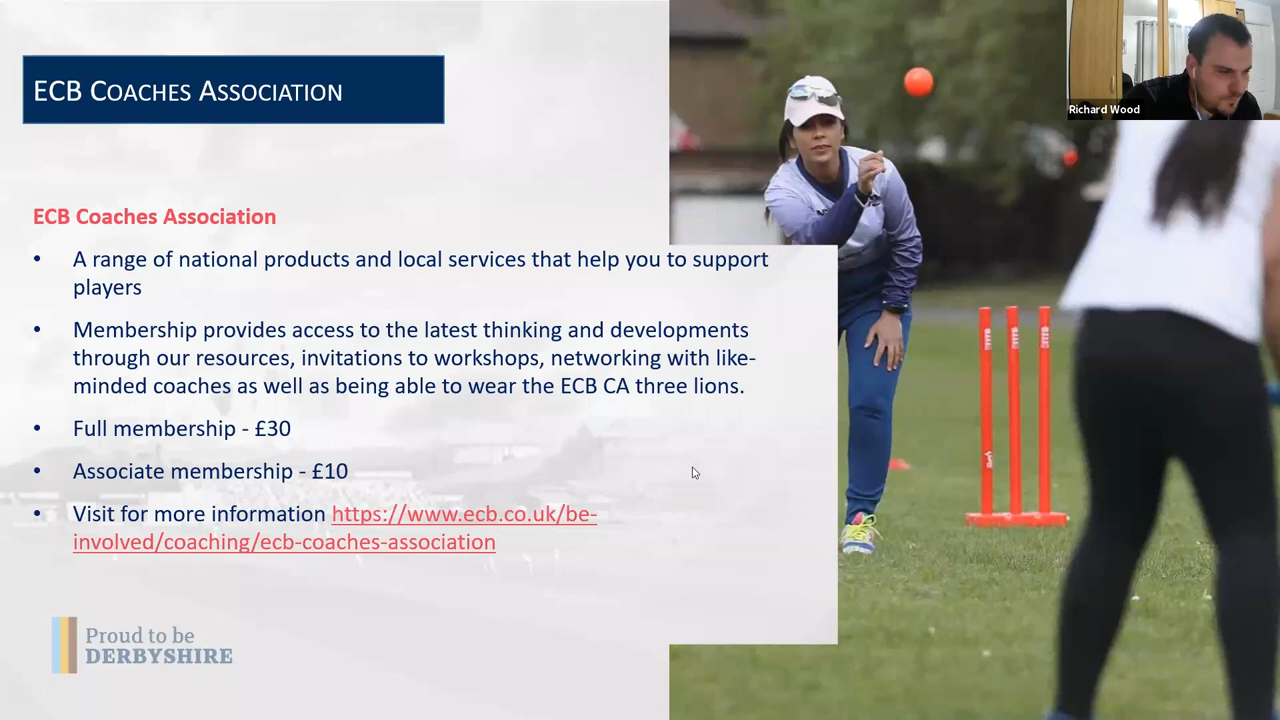 ECB COACHES ASSOCIATION
Richard Wood
ECB Coaches Association
• A range of national products and local services that help you to support
players
• Membership provides access to the latest thinking and developments
through our resources, invitations to workshops, networking with like-
minded coaches as well as being able to wear the ECB CA three lions.
• Full membership - £30
• Associate membership - £10
• Visit for more information https://www.ecb.co.uk/be-
involved/coaching/ecb-coaches-association
Proud to be
DERBYSHIRE